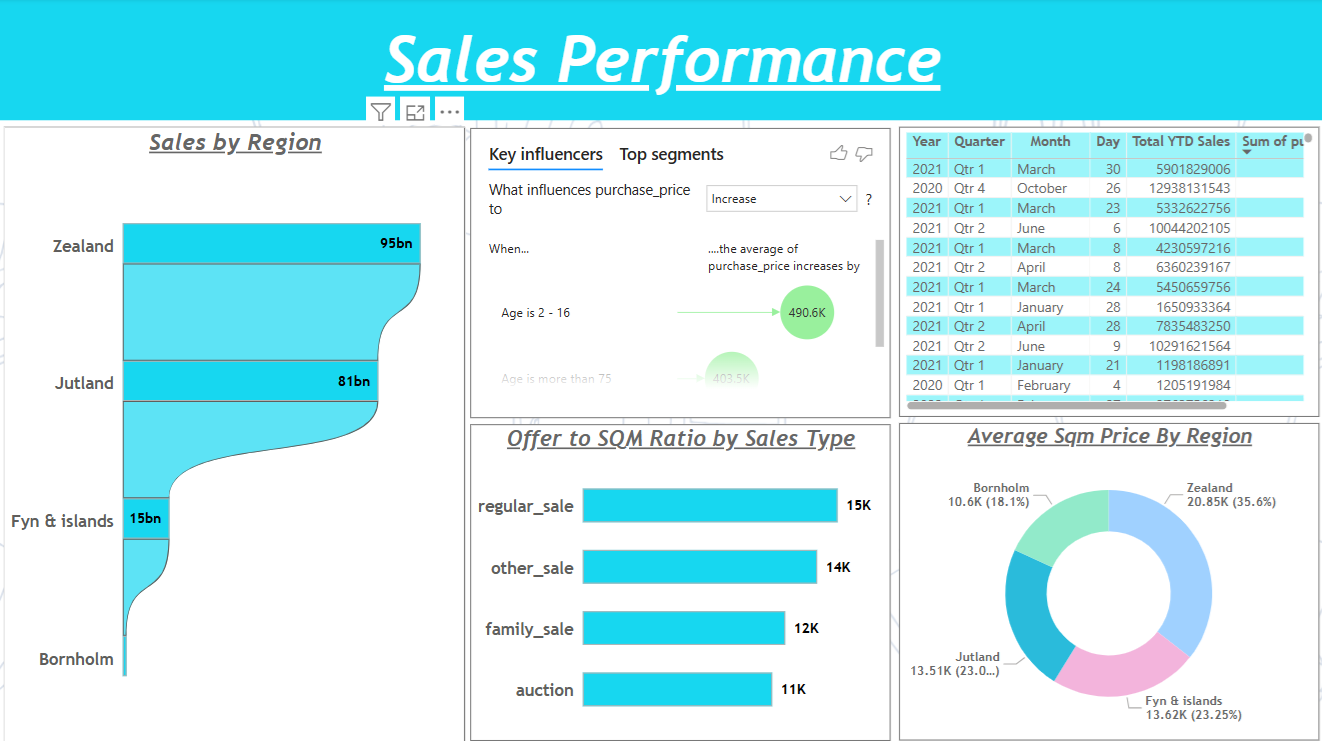 Sales Performance
Sales by Region
Zealand
95bn
Jutland
81bn
Fyn & islands
15bn
Bornholm
Key influencers Top segments
What influences purchase_price
to
Increase
?
When...
....the average of
purchase_price increases by
Age is 2 - 16
490.6K
Age is more than 75
403.5K
Year Quarter Month Day Total YTD Sales Sum of pu
2021 Qtr 1 March 30 5901829006
2020 Qtr 4 October 26 12938131543
2021 Qtr 1 March 23 5332622756
2021 Qtr 2 June 6 10044202105
2021 Qtr 1 March 8 4230597216
2021 Qtr 2 April 8 6360239167
2021 Qtr 1 March 24 5450659756
2021 Qtr 1 January 28 1650933364
2021 Qtr 2 April 28 7835483250
2021 Qtr 2 June 9 10291621564
2021 Qtr 1 January 21 1198186891
2020 Qtr 1 February 4 1205191984
Offer to SQM Ratio by Sales Type
regular_sale
15K
other_sale
14K
family_sale
12K
auction
11K
Average Sqm Price By Region
Bornholm
10.6K (18.1%)
Zealand
20.85K (35.6%)
Jutland
13.51K (23.0...)
Fyn & islands
13.62K (23.25%)